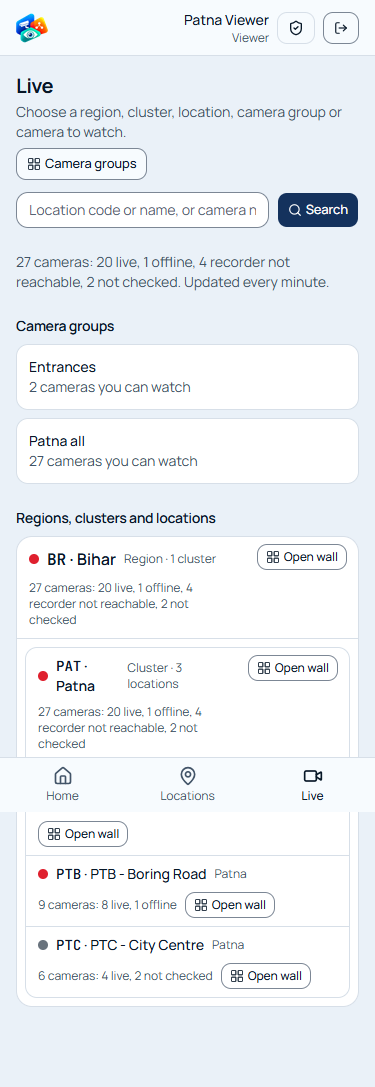 Patna Viewer
Viewer
Live
Choose a region, cluster, location, camera group or
camera to watch.
Camera groups
Location code or name, or camera n
Search
27 cameras: 20 live, 1 offline, 4 recorder not
reachable, 2 not checked. Updated every minute.
Camera groups
Entrances
2 cameras you can watch
Patna all
27 cameras you can watch
Regions, clusters and locations
BR · Bihar Region · 1 cluster Open wall
27 cameras: 20 live, 1 offline, 4
recorder not reachable, 2 not
checked
PAT · Patna Cluster · 3 locations Open wall
27 cameras: 20 live, 1 offline, 4
recorder not reachable, 2 not
checked
Home Locations Live
Open wall
PTB · PTB - Boring Road Patna
9 cameras: 8 live, 1 offline Open wall
PTC · PTC - City Centre Patna
6 cameras: 4 live, 2 not checked Open wall